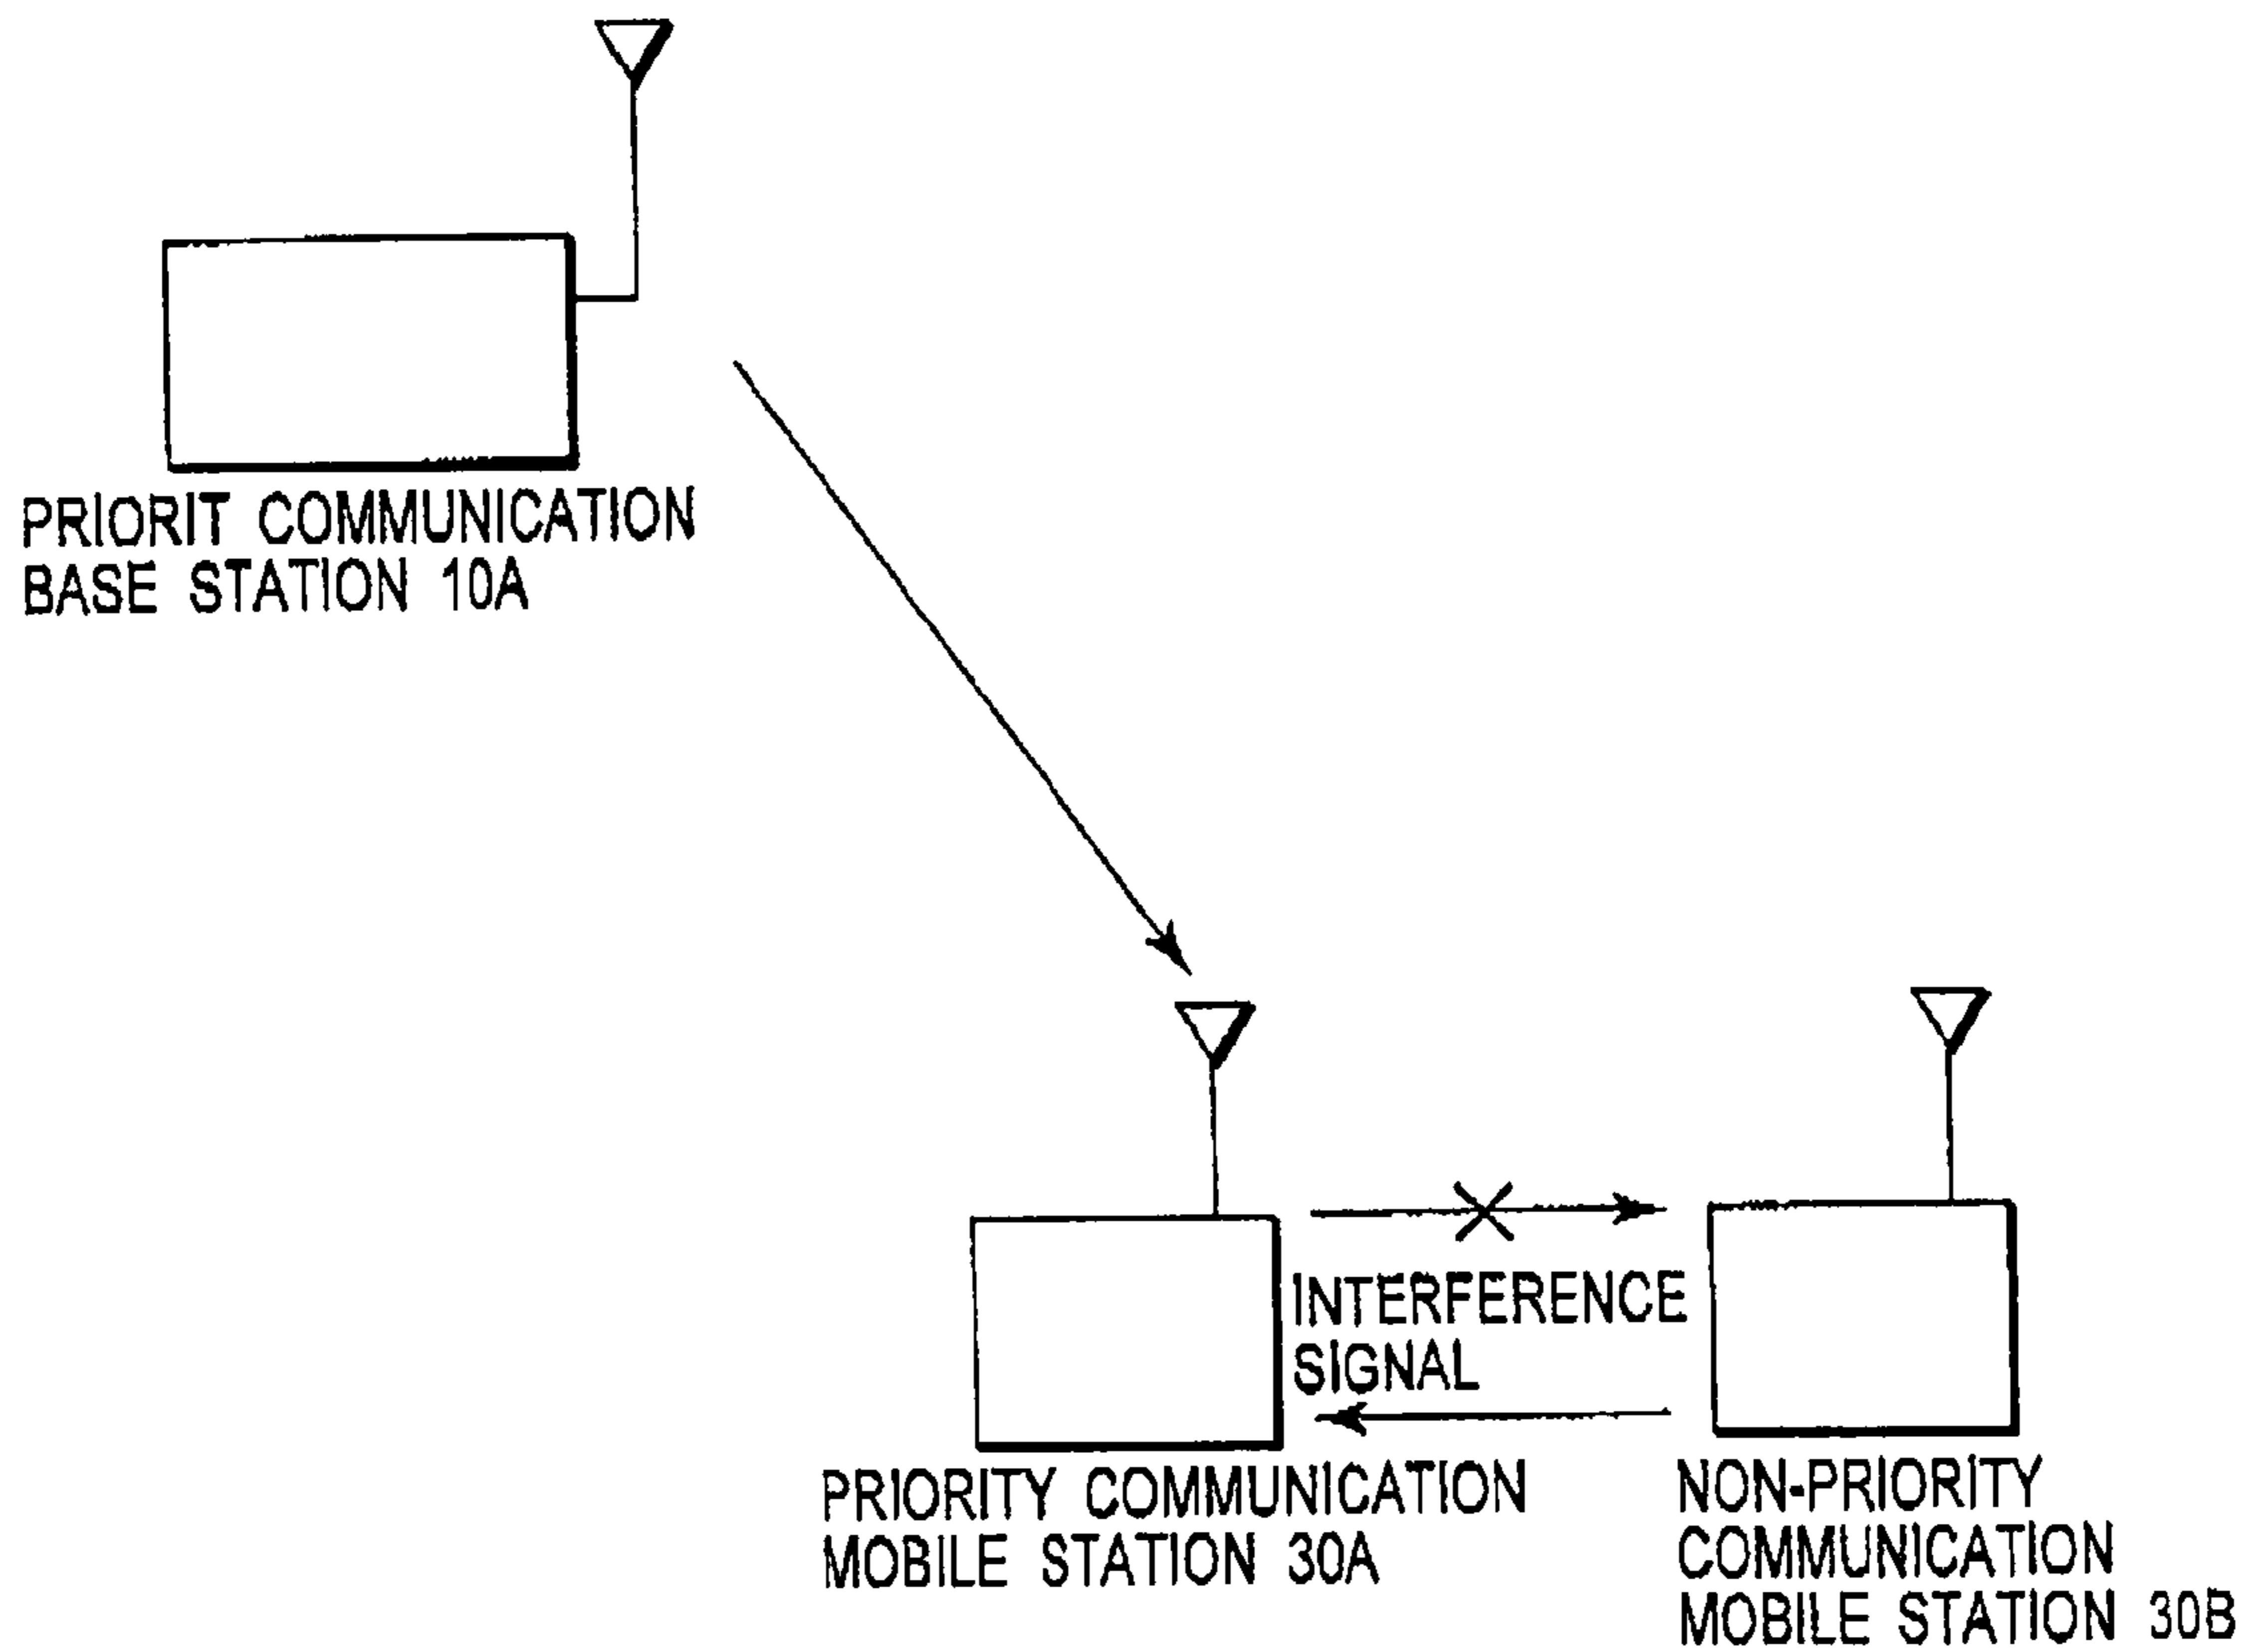 PRIORIT COMMUNICATION
BASE STATION 10A
INTERFERENCE
SIGNAL
PRIORITY COMMUNICATION
MOBILE STATION 30A
NON-PRIORITY
COMMUNICATION
MOBILE STATION 30B